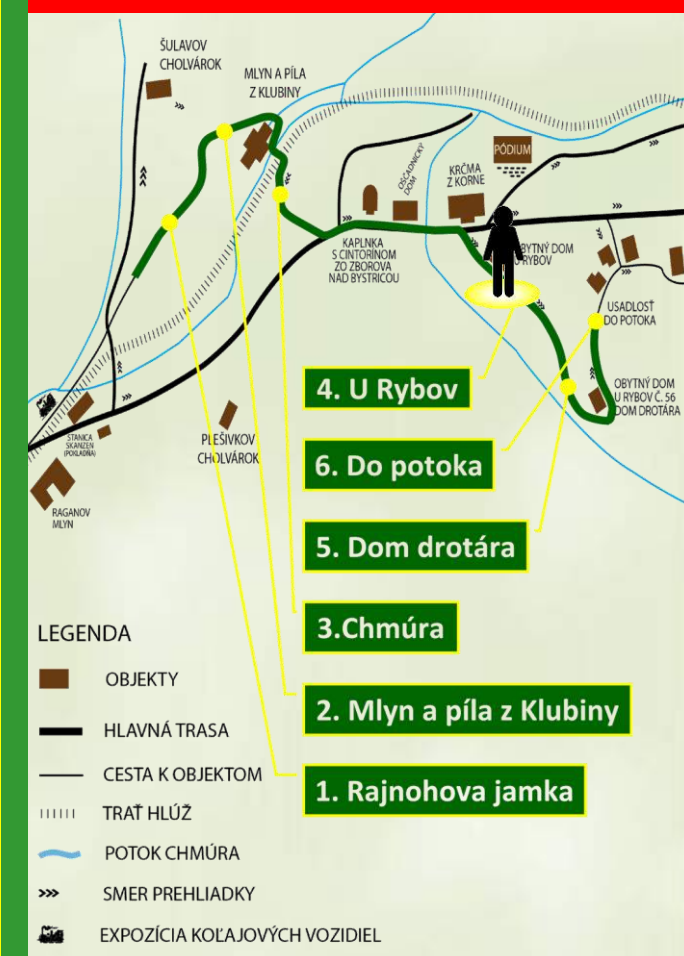 ŠULAVOV
CHOLVÁROK
MLYN A PÍLA
Z KLUBINY
PÓDIUM
OŠČADNICKÝ
DOM
KRČMA
Z KORNE
KAPLNKA
S CINTORÍNOM
ZO ZBOROVA
NAD BYSTRICOU
BYTNÝ DOM
U RYBOV
USADLOSŤ
DO POTOKA
OBYTNÝ DOM
U RYBOV Č. 56
DOM DROTÁRA
STANICA
SKANZEN
(POKLADŇA)
PLEŠIVKOV
CHOLVÁROK
RAGANOV
MLYN
4. U Rybov
6. Do potoka
5. Dom drotára
3.Chmúra
2. Mlyn a píla z Klubiny
1. Rajnohova jamka
LEGENDA
OBJEKTY
HLAVNÁ TRASA
CESTA K OBJEKTOM
TRAŤ HLÚŽ
POTOK CHMÚRA
SMER PREHLIADKY
EXPOZÍCIA KOĽAJOVÝCH VOZIDIEL